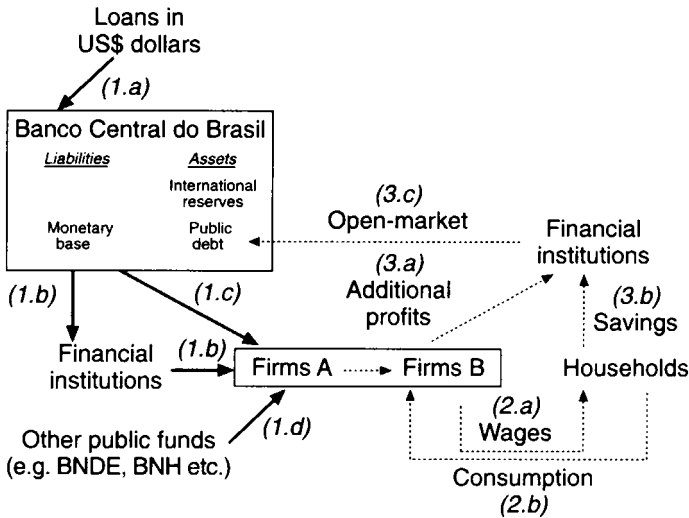 Loans in
US$ dollars
(1.a)
Banco Central do Brasil
Liabilities
Assets
International
reserves
Monetary
base
Public
debt
(3.c)
Open-market
Financial
institutions
(1.b)
(1.c)
(3.a)
Additional
profits
(3.b)
Savings
Financial
institutions
(1.b)
Firms A
Firms B
Households
(1.d)
Other public funds
(e.g. BNDE, BNH etc.)
(2.a)
Wages
Consumption
(2.b)